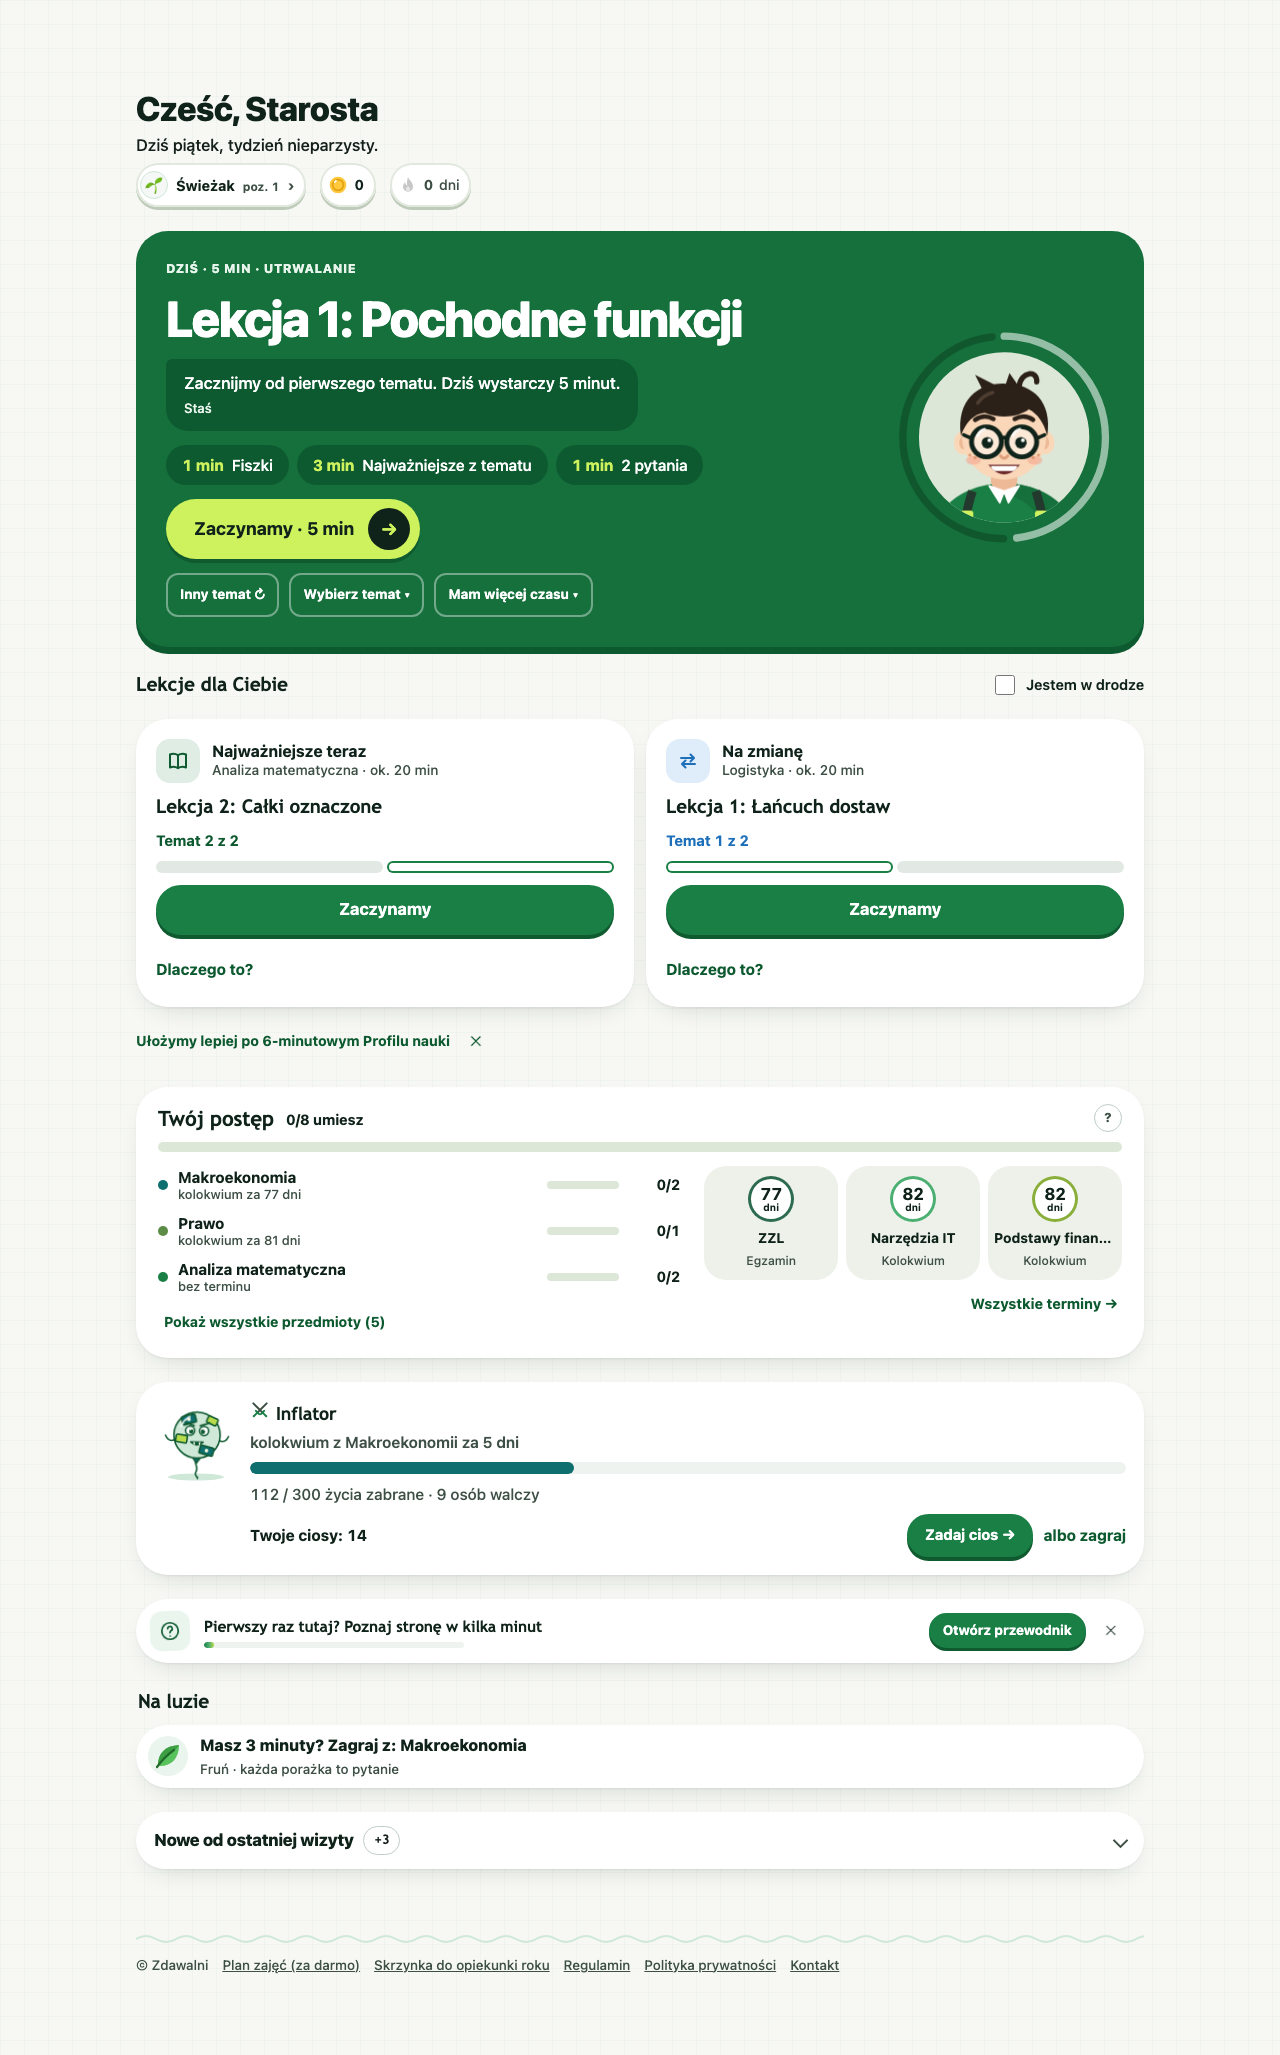 Cześć, Starosta
Dziś piątek, tydzień nieparzysty.
Świeżak poz. 1 ›
0
0 dni
DZIŚ · 5 MIN · UTRWALANIE
Lekcja 1: Pochodne funkcji
Zacznijmy od pierwszego tematu. Dziś wystarczy 5 minut.
Staś
1 min Fiszki
3 min Najważniejsze z tematu
1 min 2 pytania
Zaczynamy · 5 min →
Inny temat ↻
Wybierz temat ▾
Mam więcej czasu ▾
Lekcje dla Ciebie
Jestem w drodze
Najważniejsze teraz
Analiza matematyczna · ok. 20 min
Lekcja 2: Całki oznaczone
Temat 2 z 2
Zaczynamy
Dlaczego to?
Na zmianę
Logistyka · ok. 20 min
Lekcja 1: Łańcuch dostaw
Temat 1 z 2
Zaczynamy
Dlaczego to?
Ułożymy lepiej po 6-minutowym Profilu nauki ×
Twój postęp 0/8 umiesz
?
Makroekonomia
kolokwium za 77 dni
0/2
Prawo
kolokwium za 81 dni
0/1
Analiza matematyczna
bez terminu
0/2
Pokaż wszystkie przedmioty (5)
77
dni
ZZL
Egzamin
82
dni
Narzędzia IT
Kolokwium
82
dni
Podstawy finan...
Kolokwium
Wszystkie terminy →
Inflator
kolokwium z Makroekonomii za 5 dni
112 / 300 życia zabrane · 9 osób walczy
Twoje ciosy: 14
Zadaj cios →
albo zagraj
Pierwszy raz tutaj? Poznaj stronę w kilka minut
Otwórz przewodnik
×
Na luzie
Masz 3 minuty? Zagraj z: Makroekonomia
Fruń · każda porażka to pytanie
Nowe od ostatniej wizyty +3
© Zdawalni Plan zajęć (za darmo) Skrzynka do opiekunki roku Regulamin Polityka prywatności Kontakt